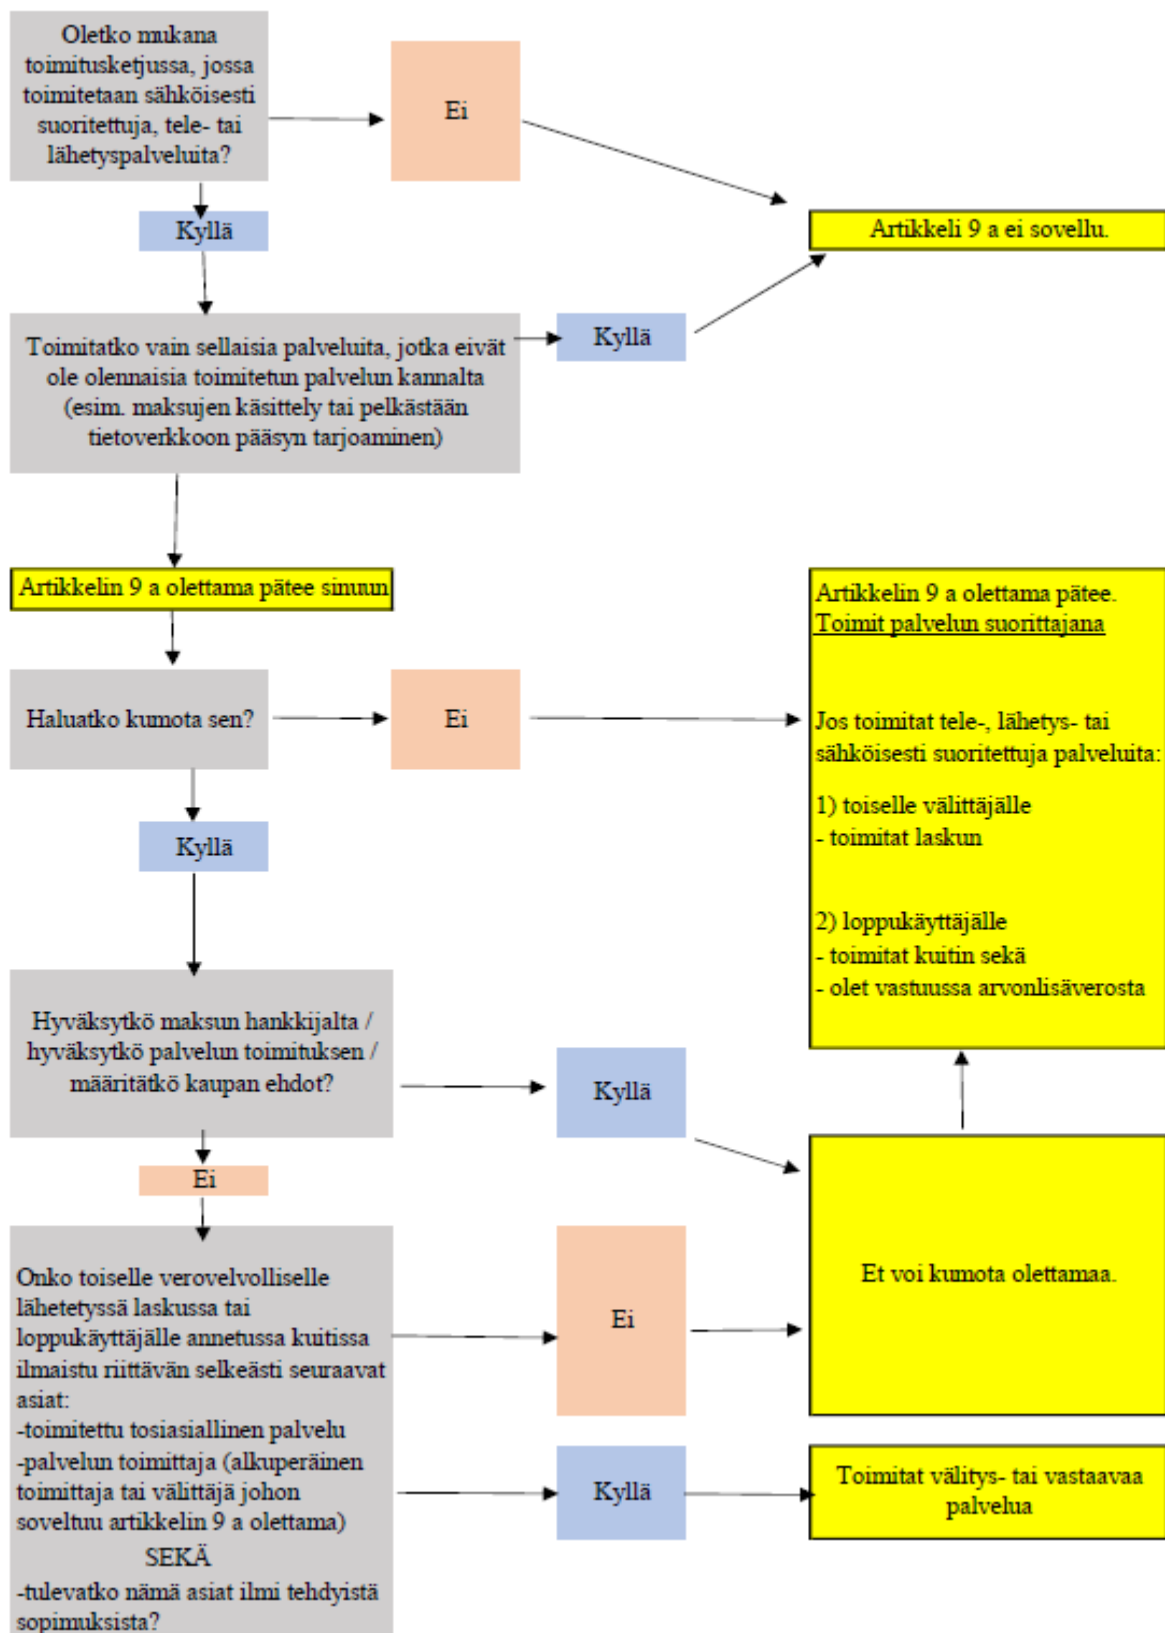 Oletko mukana
toimitusketjussa, jossa
toimitetaan sähköisesti
suoritettuja, tele- tai
lähetyspalveluita?
Ei
Kyllä
Artikkeli 9 a ei sovellu.
Toimitatko vain sellaisia palveluita, jotka eivät
ole olennaisia toimitetun palvelun kannalta
(esim. maksujen käsittely tai pelkästään
tietoverkkoon pääsyn tarjoaminen)
Kyllä
Artikkelin 9 a olettama pätee sinuun
Haluatko kumota sen?
Ei
Artikkelin 9 a olettama pätee.
Toimit palvelun suorittajana
Jos toimitat tele-, lähetys- tai
sähköisesti suoritettuja palveluita:
1) toiselle välittäjälle
- toimitat laskun
2) loppukäyttäjälle
- toimitat kuitin sekä
- olet vastuussa arvonlisäverosta
Kyllä
Hyväksytkö maksun hankkijalta /
hyväksytkö palvelun toimituksen /
määritätkö kaupan ehdot?
Kyllä
Ei
Et voi kumota olettamaa.
Onko toiselle verovelvolliselle
lähetetyssä laskussa tai
loppukäyttäjälle annetussa kuitissa
ilmaistu riittävän selkeästi seuraavat
asiat:
-toimitettu tosiasiallinen palvelu
-palvelun toimittaja (alkuperäinen
toimittaja tai välittäjä johon
soveltuu artikkelin 9 a olettama)
SEKÄ
-tulevatko nämä asiat ilmi tehdyistä
sopimuksista?
Ei
Kyllä
Toimitat välitys- tai vastaavaa
palvelua